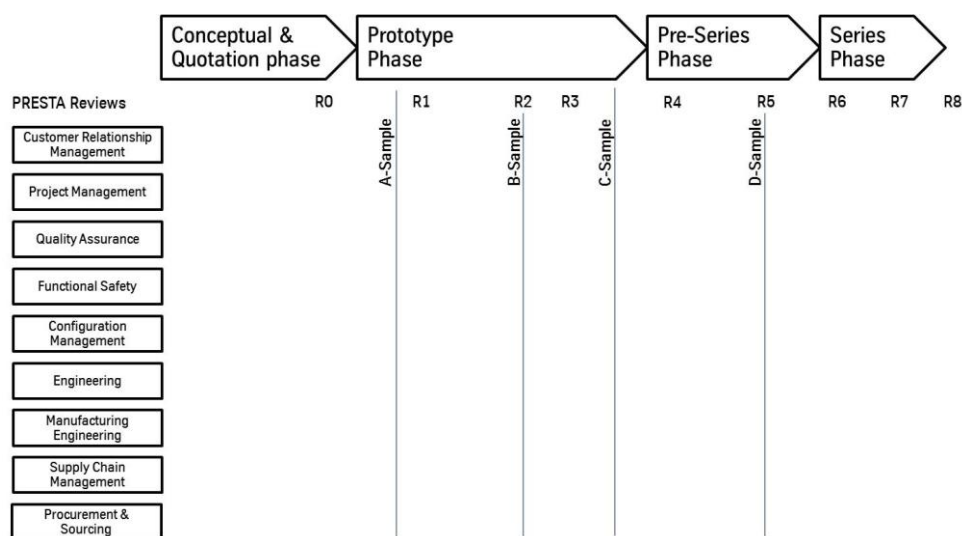 Conceptual &
Quotation phase
Prototype
Phase
Pre-Series
Phase
Series
Phase
PRESTA Reviews
R0
R1
R2
R3
R4
R5
R6
R7
R8
A-Sample
B-Sample
C-Sample
D-Sample
Customer Relationship
Management
Project Management
Quality Assurance
Functional Safety
Configuration
Management
Engineering
Manufacturing
Engineering
Supply Chain
Management
Procurement &
Sourcing